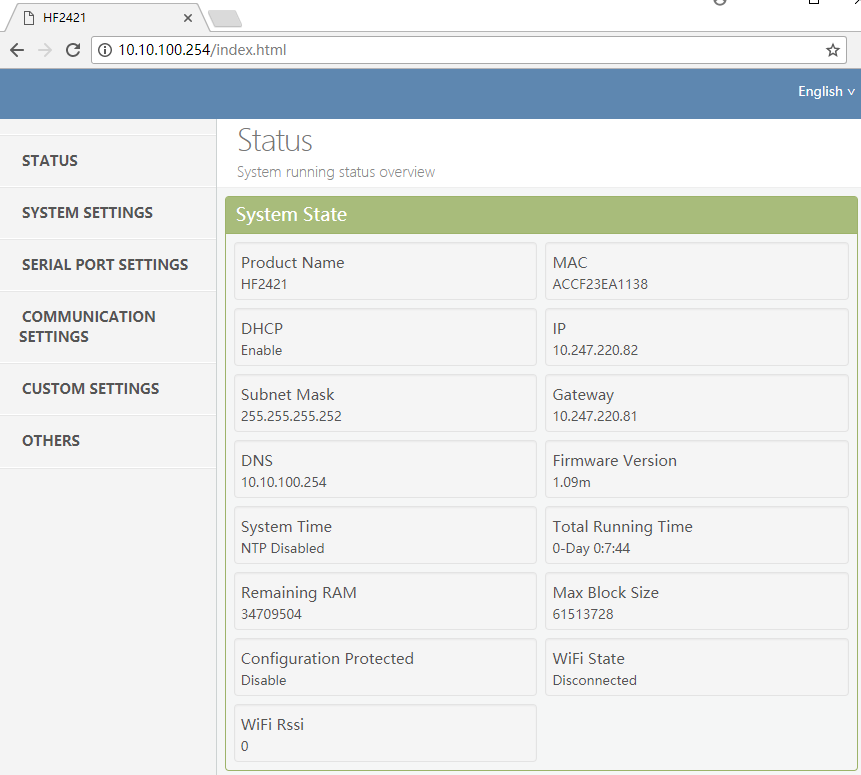 HF2421
10.10.100.254/index.html
English
STATUS
SYSTEM SETTINGS
SERIAL PORT SETTINGS
COMMUNICATION
SETTINGS
CUSTOM SETTINGS
OTHERS
Status
System running status overview
System State
Product Name
HF2421
MAC
ACCF23EA1138
DHCP
Enable
IP
10.247.220.82
Subnet Mask
255.255.255.252
Gateway
10.247.220.81
DNS
10.10.100.254
Firmware Version
1.09m
System Time
NTP Disabled
Total Running Time
0-Day 0:7:44
Remaining RAM
34709504
Max Block Size
61513728
Configuration Protected
Disable
WiFi State
Disconnected
WiFi Rssi
0